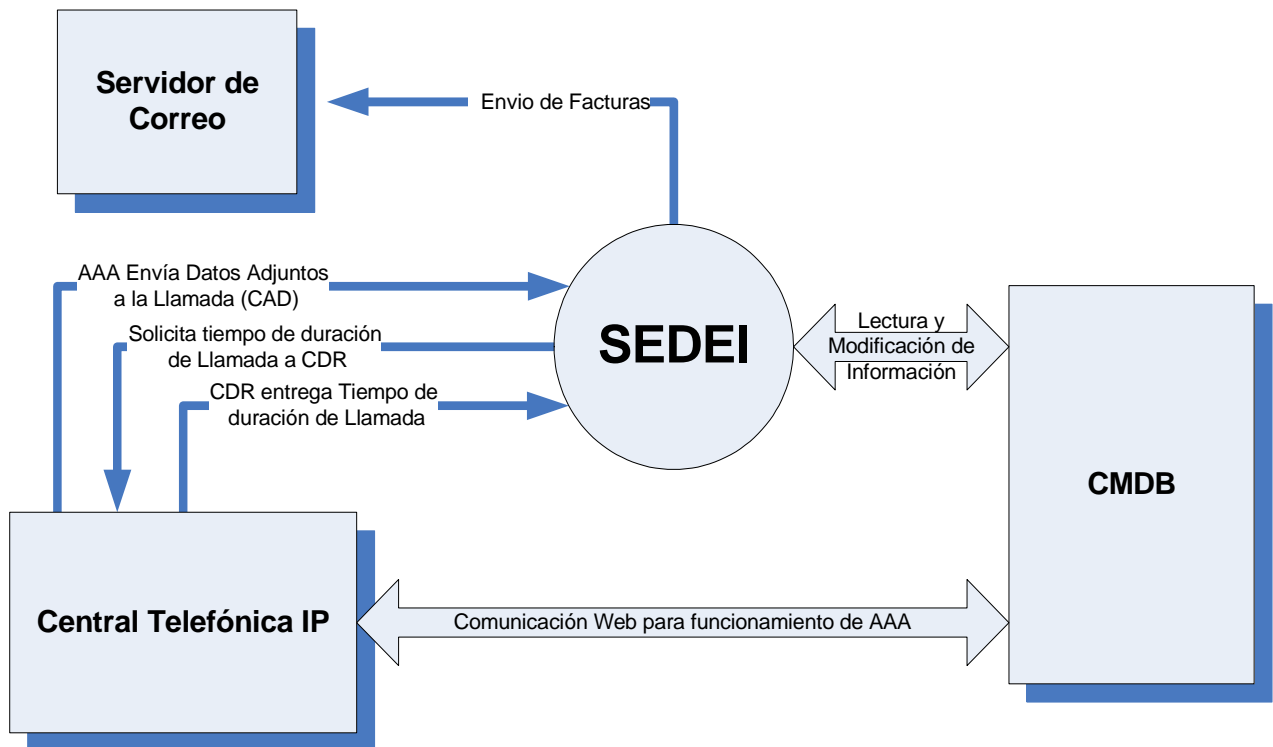 Servidor de
Correo
Envio de Facturas
AAA Envía Datos Adjuntos
a la Llamada (CAD)
Solicita tiempo de duración
de Llamada a CDR
CDR entrega Tiempo de
duración de Llamada
SEDEI
Lectura y
Modificación de
Información
CMDB
Central Telefónica IP
Comunicación Web para funcionamiento de AAA